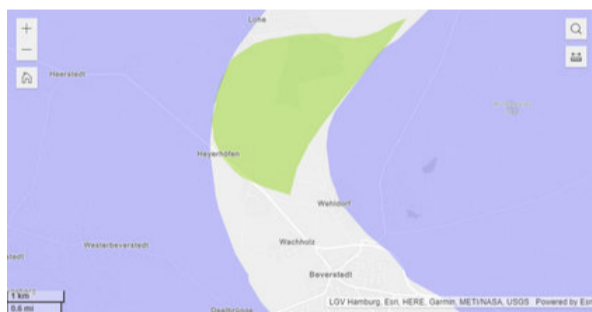 Lohe
+
−
Heerstedt
Heyerhöfen
Wehldorf
Wachholz
Westerbeverstedt
Beverstedt
1 km
0.6 mi
LGV Hamburg, Esri, HERE, Garmin, METI/NASA, USGS Powered by Esri